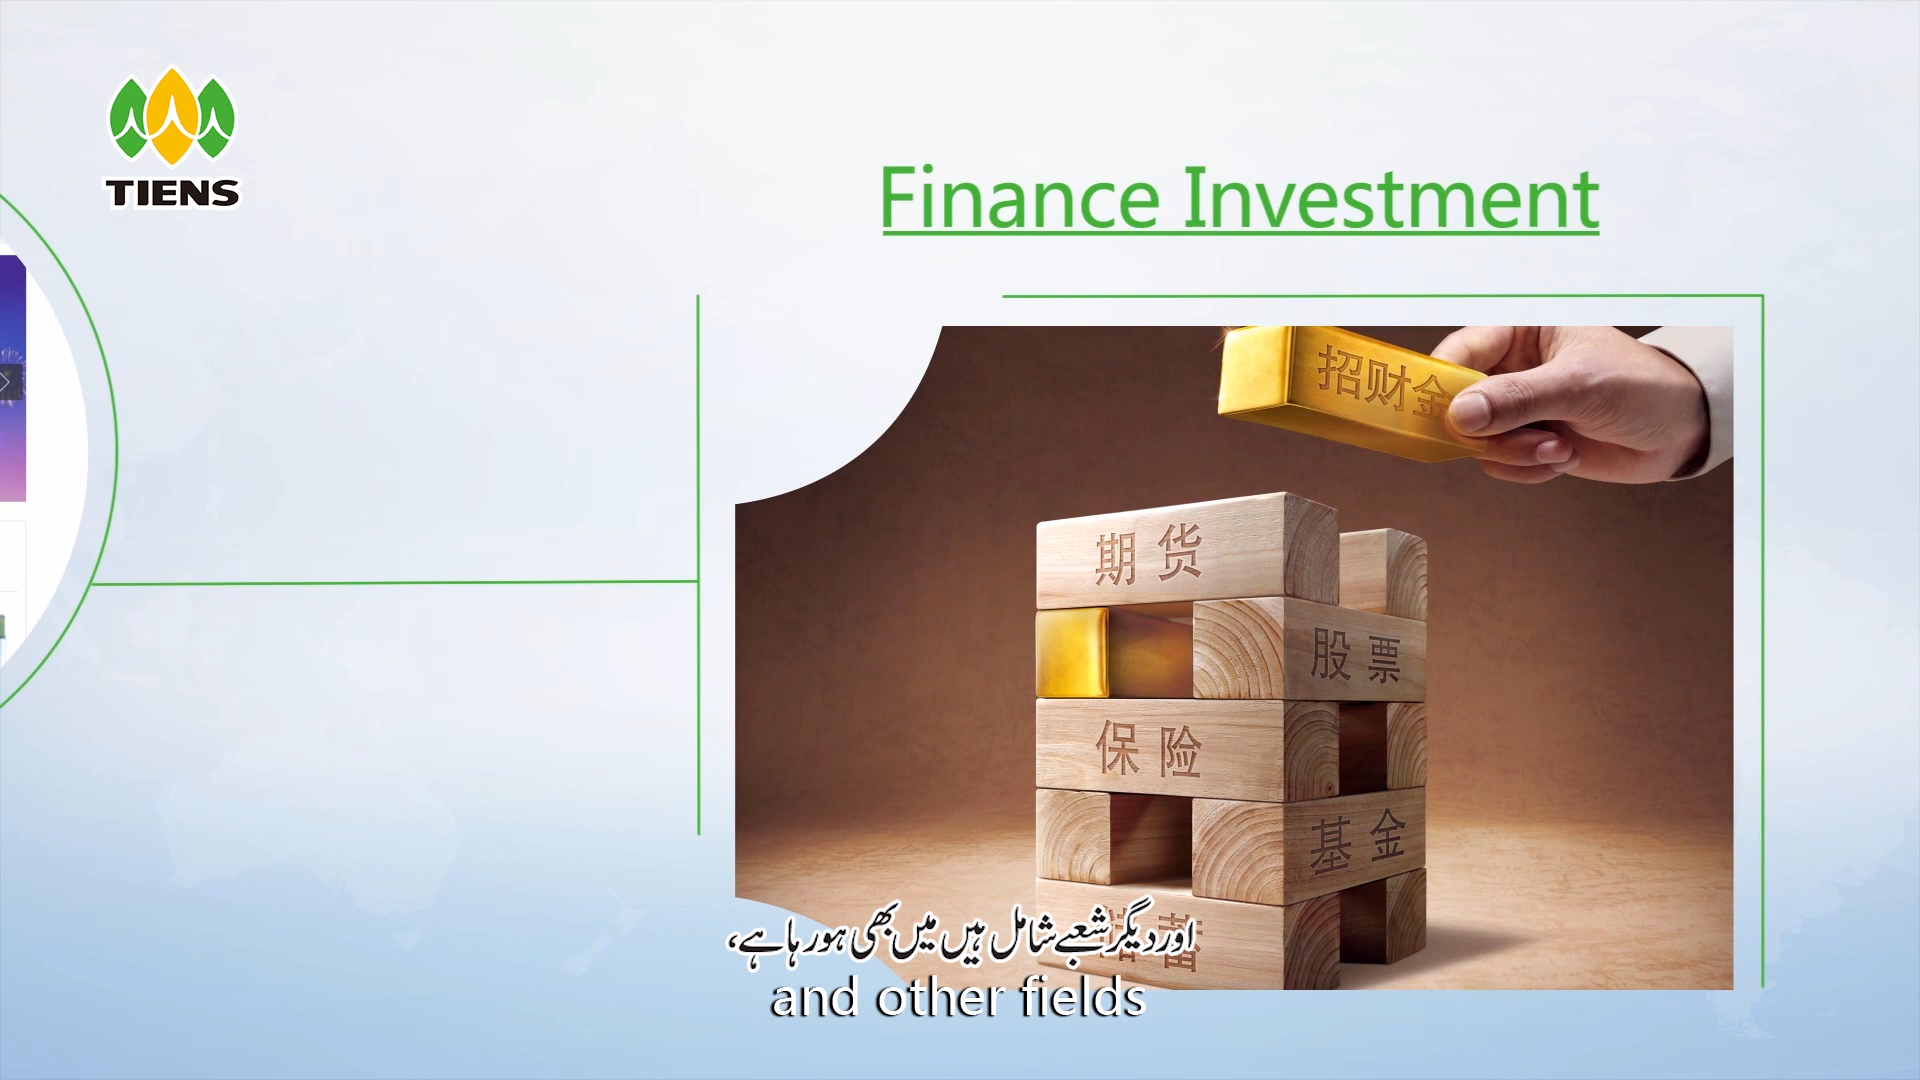 TIENS
Finance Investment
招财金
期货
股票
保险
基金
اور دیگر شعبے شامل ہیں میں بھی ہو رہا ہے،
and other fields